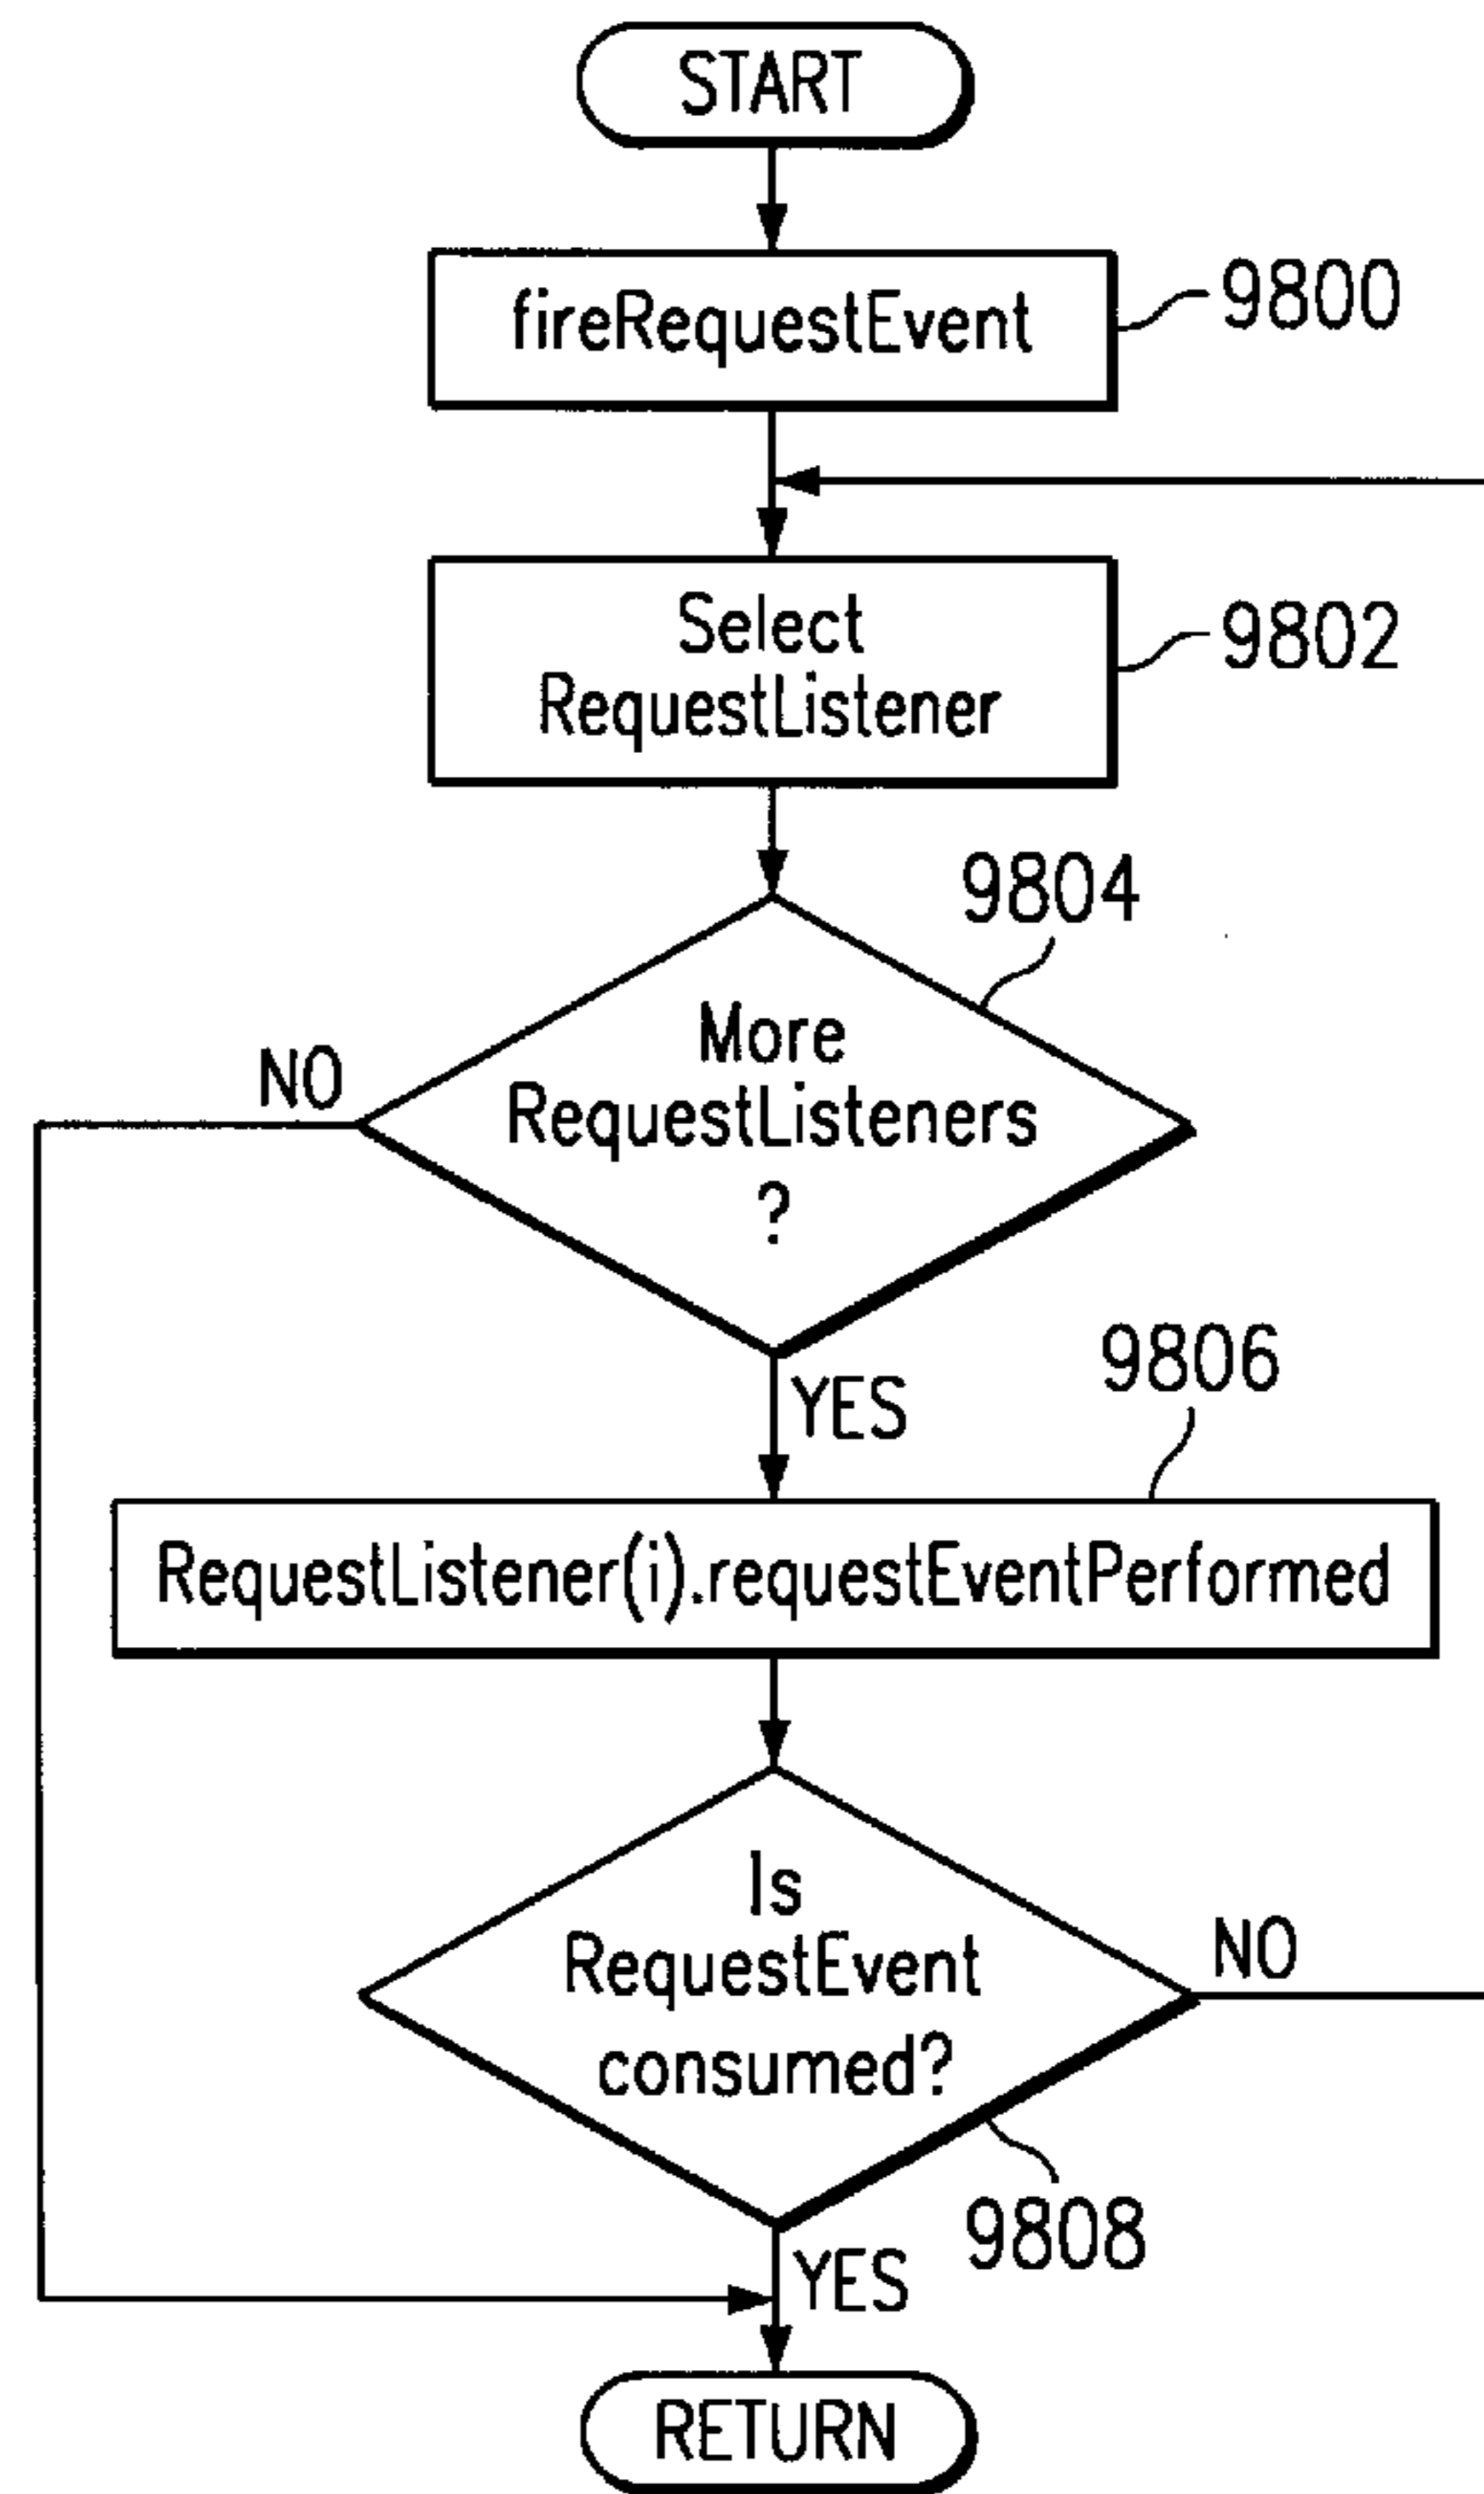 START
fireRequestEvent
9800
Select
RequestListener
9802
9804
More
RequestListeners
?
NO
YES
9806
RequestListener(i).requestEventPerformed
Is
RequestEvent
consumed?
NO
9808
YES
RETURN